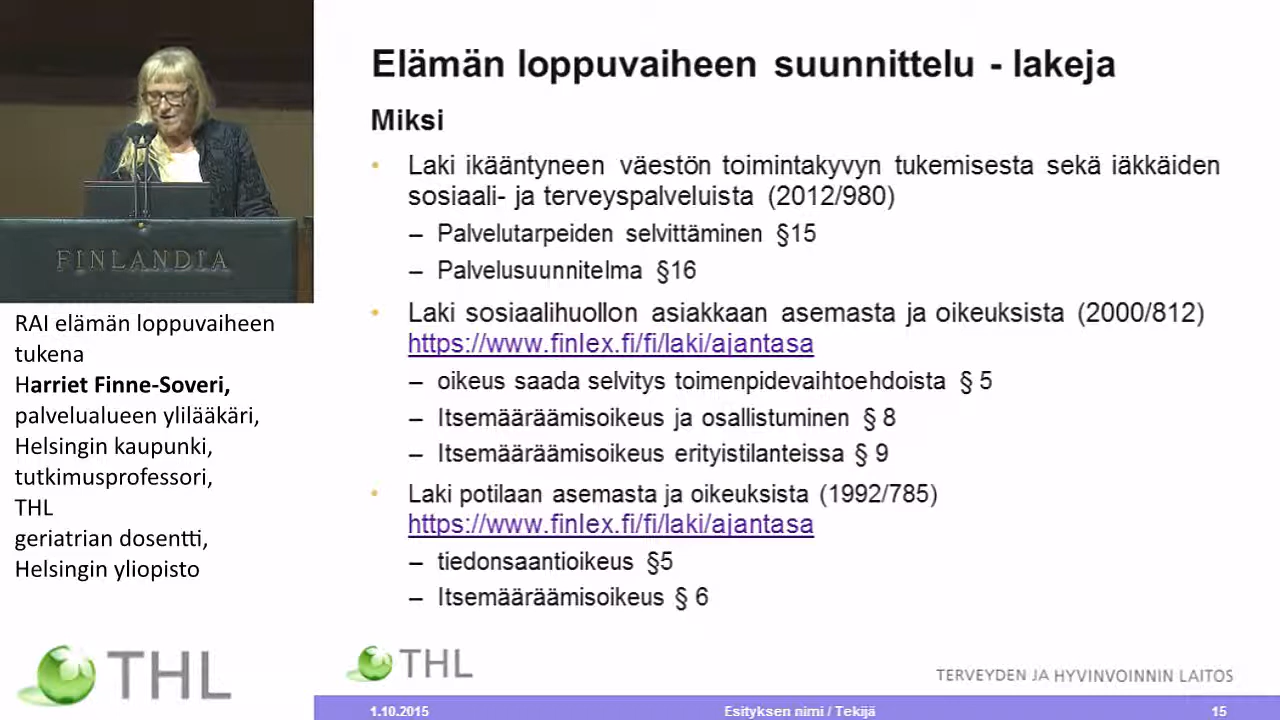 FINLANDIA
RAI elämän loppuvaiheen
tukena
Harriet Finne-Soveri,
palvelualueen ylilääkäri,
Helsingin kaupunki,
tutkimusprofessori,
THL
geriatrian dosentti,
Helsingin yliopisto
THL
Elämän loppuvaiheen suunnittelu - lakeja
Miksi
• Laki ikääntyneen väestön toimintakyvyn tukemisesta sekä iäkkäiden
sosiaali- ja terveyspalveluista (2012/980)
– Palvelutarpeiden selvittäminen §15
– Palvelusuunnitelma §16
• Laki sosiaalihuollon asiakkaan asemasta ja oikeuksista (2000/812)
https://www.finlex.fi/fi/laki/ajantasa
– oikeus saada selvitys toimenpidevaihtoehdoista § 5
– Itsemääräämisoikeus ja osallistuminen § 8
– Itsemääräämisoikeus erityistilanteissa § 9
• Laki potilaan asemasta ja oikeuksista (1992/785)
https://www.finlex.fi/fi/laki/ajantasa
– tiedonsaantioikeus §5
– Itsemääräämisoikeus § 6
THL
TERVEYDEN JA HYVINVOINNIN LAITOS
1.10.2015
Esityksen nimi / Tekijä
15